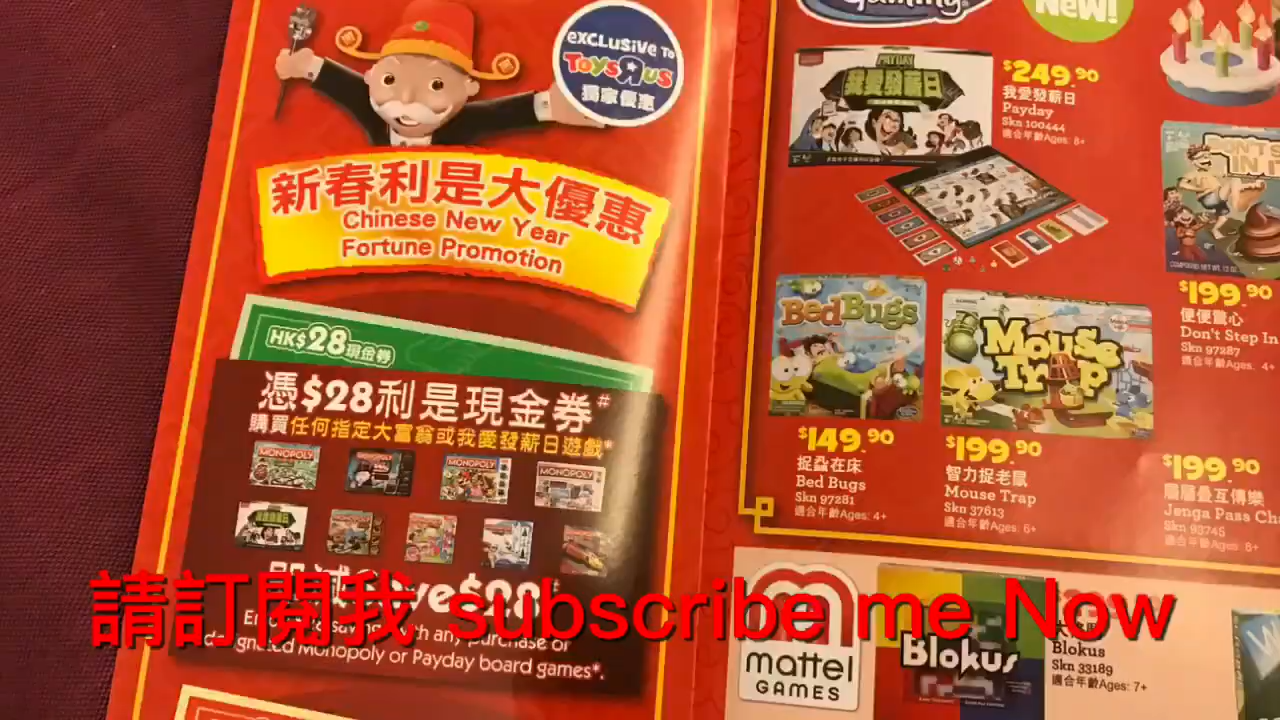 EXCLUSIVE TO
TOYS R US
獨家優惠
新春利是大優惠
Chinese New Year
Fortune Promotion
HK$28現金券
憑$28利是現金券#
購買任何指定大富翁或我愛發薪日遊戲*
MONOPOLY
MONOPOLY
MONOPOLY
designated Monopoly or Payday board games*.
請訂閱我 subscribe me Now
Gaming
New!
PAYDAY
我愛發薪日
$249.90
我愛發薪日
Payday
Skn 100444
適合年齡Ages: 8+
BedBugs
$149.90
捉蝨在床
Bed Bugs
Skn 97281
適合年齡Ages: 4+
Mouse
Trap
$199.90
智力捉老鼠
Mouse Trap
Skn 37613
適合年齡Ages: 6+
$199.90
便便驚心
Don't Step In
Skn 97287
適合年齡Ages: 4+
$199.90
層層疊互傳樂
Jenga Pass Ch
Skn 93745
適合年齡Ages: 8+
mattel
GAMES
Blokus
Blokus
Skn 33189
適合年齡Ages: 7+